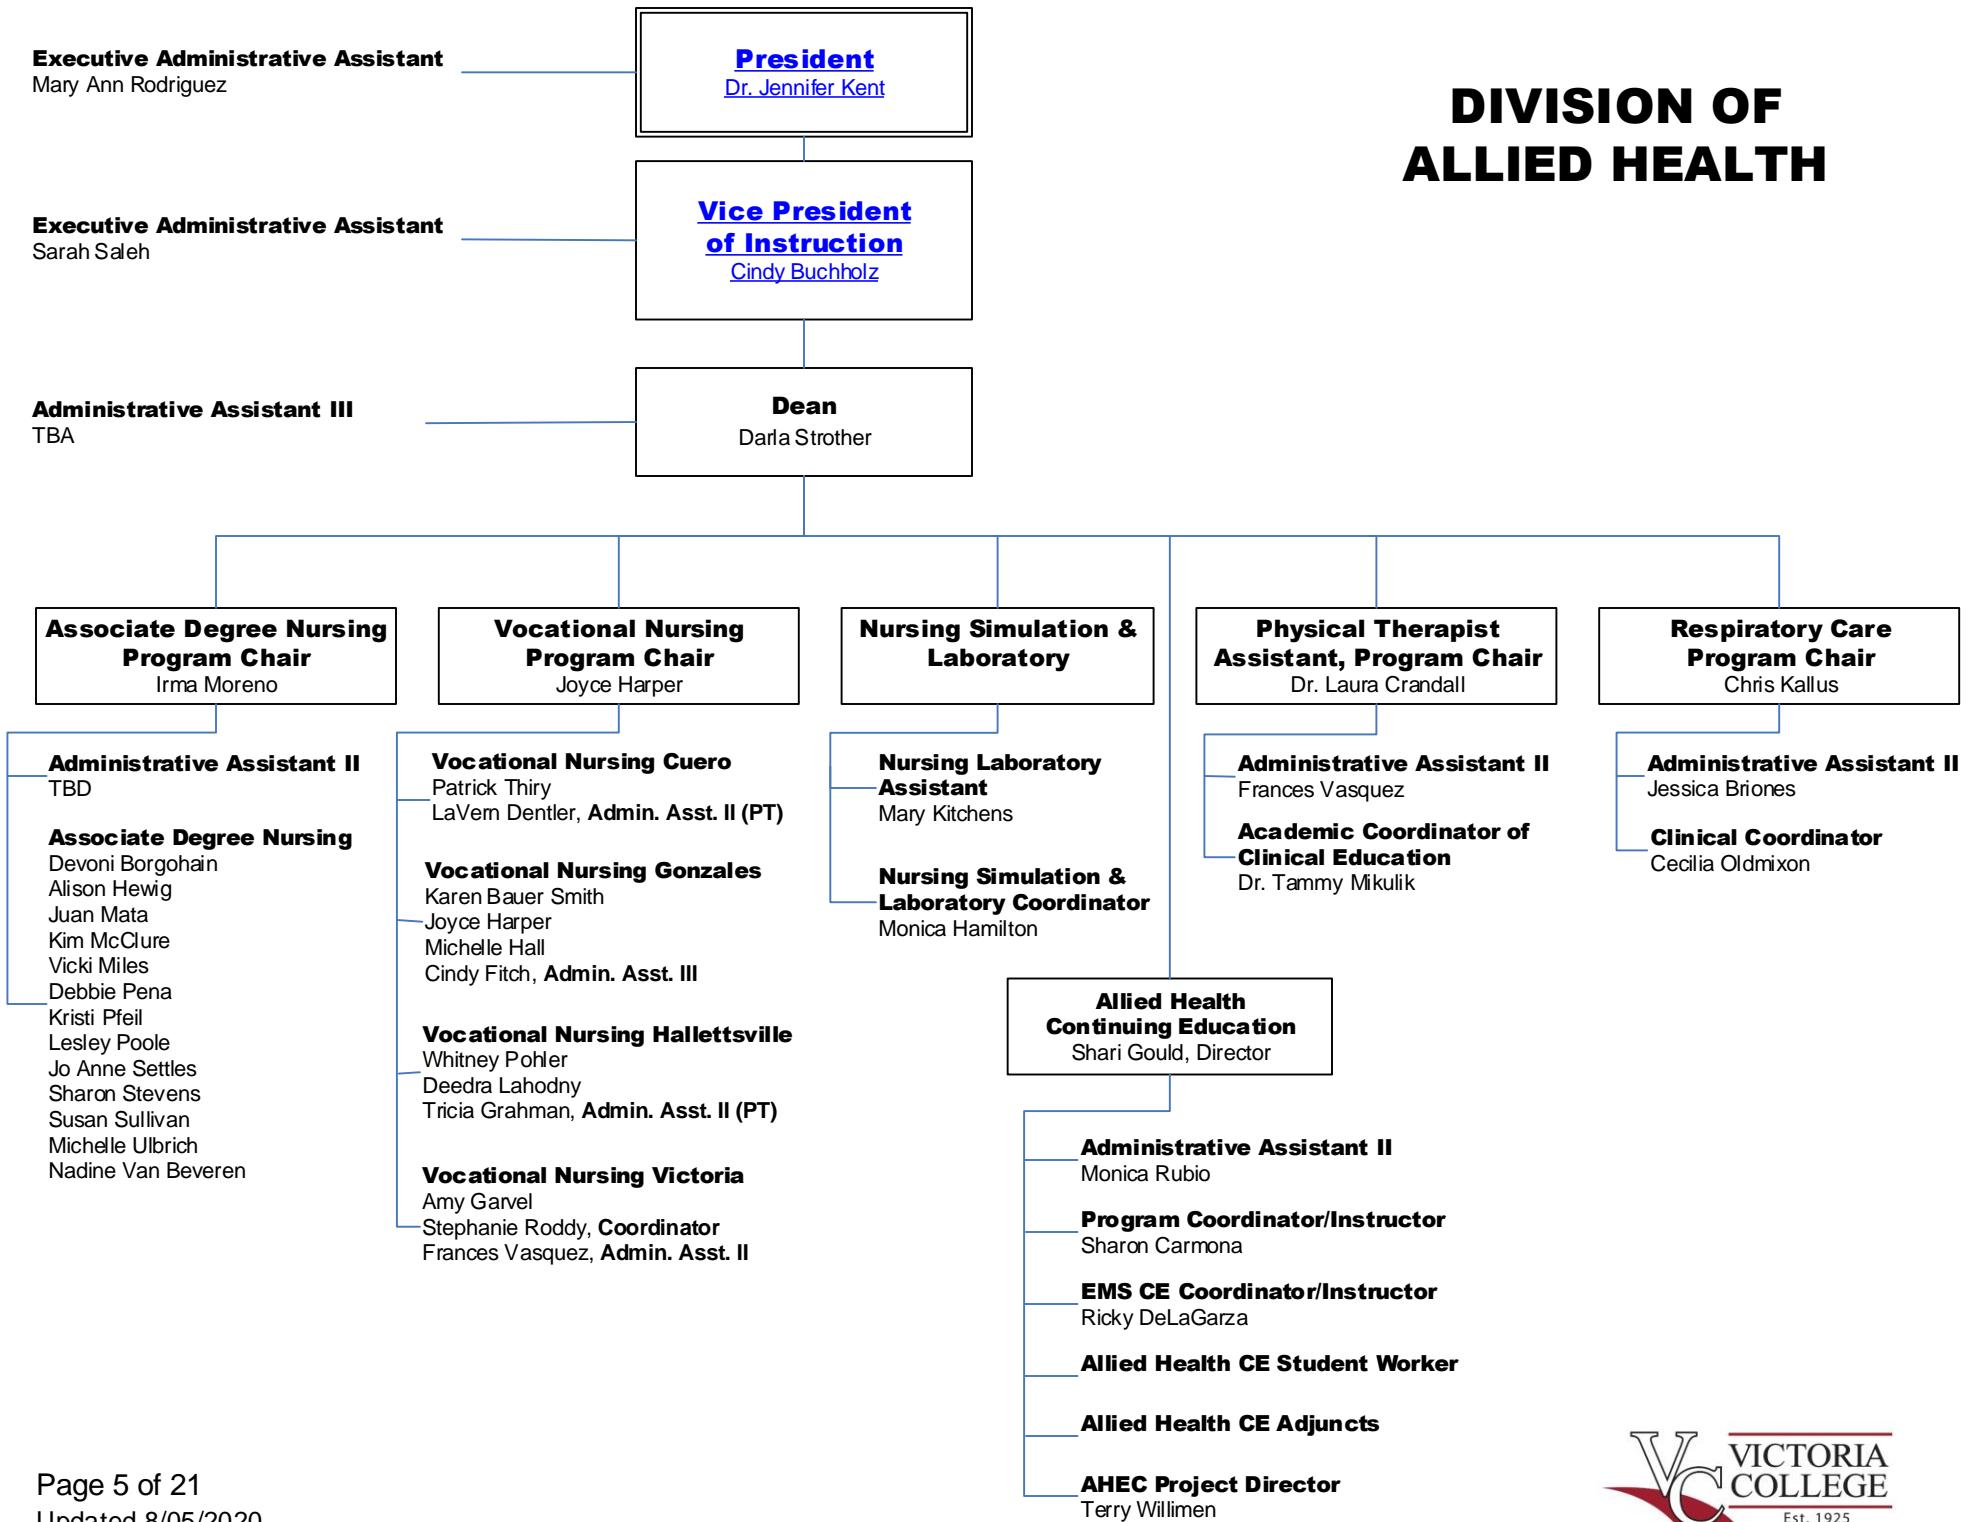 Executive Administrative Assistant
Mary Ann Rodriguez
President
Dr. Jennifer Kent
DIVISION OF
ALLIED HEALTH
Executive Administrative Assistant
Sarah Saleh
Vice President
of Instruction
Cindy Buchholz
Administrative Assistant III
TBA
Dean
Darla Strother
Associate Degree Nursing
Program Chair
Irma Moreno
Administrative Assistant II
TBD
Associate Degree Nursing
Devoni Borgohain
Alison Hewig
Juan Mata
Kim McClure
Vicki Miles
Debbie Pena
Kristi Pfeil
Lesley Poole
Jo Anne Settles
Sharon Stevens
Susan Sullivan
Michelle Ulbrich
Nadine Van Beveren
Vocational Nursing
Program Chair
Joyce Harper
Vocational Nursing Cuero
Patrick Thiry
LaVern Dentler, Admin. Asst. II (PT)
Vocational Nursing Gonzales
Karen Bauer Smith
Joyce Harper
Michelle Hall
Cindy Fitch, Admin. Asst. III
Vocational Nursing Hallettsville
Whitney Pohler
Deedra Lahodny
Tricia Grahman, Admin. Asst. II (PT)
Vocational Nursing Victoria
Amy Garvel
Stephanie Roddy, Coordinator
Frances Vasquez, Admin. Asst. II
Nursing Simulation &
Laboratory
Nursing Laboratory
Assistant
Mary Kitchens
Nursing Simulation &
Laboratory Coordinator
Monica Hamilton
Physical Therapist
Assistant, Program Chair
Dr. Laura Crandall
Administrative Assistant II
Frances Vasquez
Academic Coordinator of
Clinical Education
Dr. Tammy Mikulik
Respiratory Care
Program Chair
Chris Kallus
Administrative Assistant II
Jessica Briones
Clinical Coordinator
Cecilia Oldmixon
Allied Health
Continuing Education
Shari Gould, Director
Administrative Assistant II
Monica Rubio
Program Coordinator/Instructor
Sharon Carmona
EMS CE Coordinator/Instructor
Ricky DeLaGarza
Allied Health CE Student Worker
Allied Health CE Adjuncts
AHEC Project Director
Terry Willimen
Page 5 of 21
Updated 8/05/2020
VC
VICTORIA
COLLEGE
Est. 1925